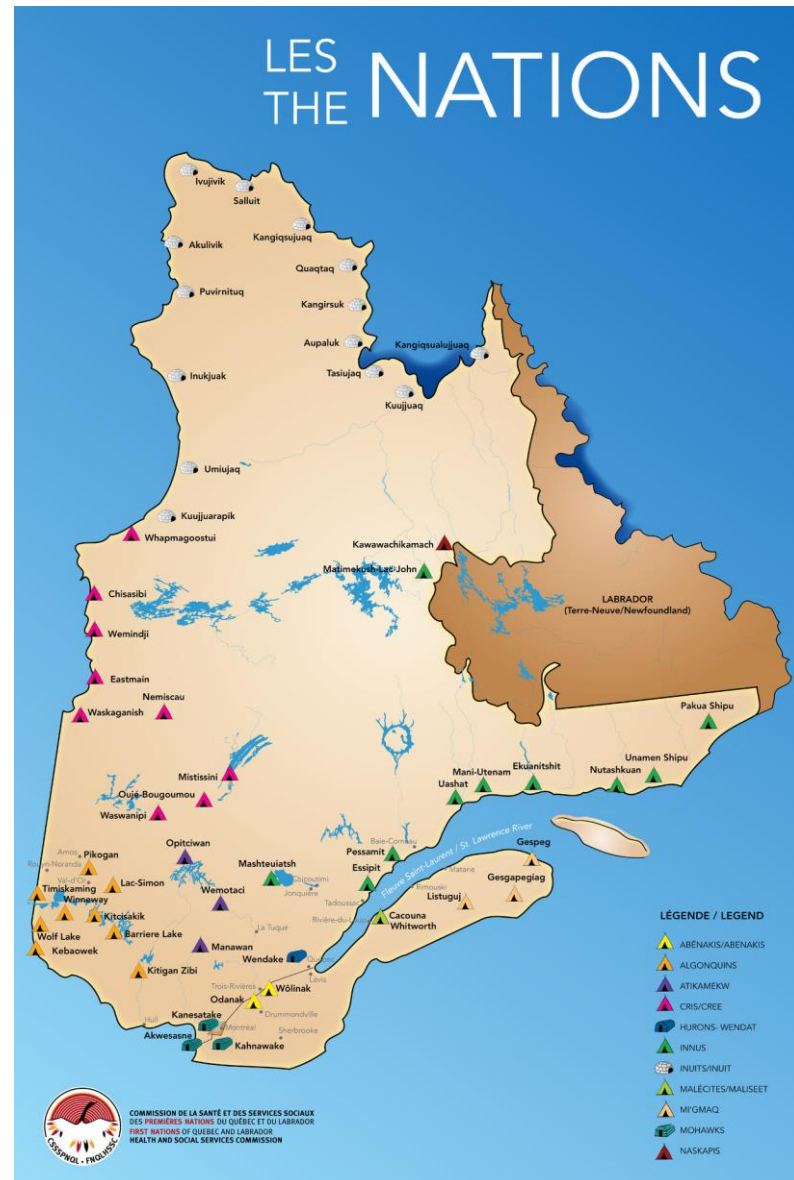 LES
THE NATIONS
Ivujivik
Salluit
Kangiqsujuaq
Akulivik
Quaqtaq
Puvirnituq
Kangirsuk
Aupaluk
Kangiqsualujjuaq
Tasiujaq
Inukjuak
Kuujjuaq
Umiujaq
Kuujjuarapik
Whapmagoostui
Kawawachikamach
Matimekush-Lac-John
Chisasibi
LABRADOR
(Terre-Neuve/Newfoundland)
Wemindji
Eastmain
Nemiscau
Waskaganish
Pakua Shipu
Mistissini
Ekuanitshit
Unamen Shipu
Mani-Utenam
Nutashkuan
Uashat
Oujé-Bougoumou
Waswanipi
Baie-Comeau
Opitciwan
Amos
Pikogan
Pessamit
Gespeg
Rouyn-Noranda
Mashteuiatsh
Essipit
Fleuve Saint-Laurent / St. Lawrence River
Matane
Val-d'Or
Lac-Simon
Chicoutimi
Jonquière
Rimouski
Gesgapegiag
Timiskaming
Winneway
Wemotaci
Tadoussac
Listuguj
Kitcisakik
Rivière-du-Loup
Cacouna
Whitworth
Wolf Lake
Barriere Lake
La Tuque
Kebaowek
Manawan
Wendake
Québec
Lévis
Kitigan Zibi
Trois-Rivières
Wôlinak
Odanak
Drummondville
Hull
Kanesatake
Montréal
Sherbrooke
Akwesasne
Kahnawake
LÉGENDE / LEGEND
ABÉNAKIS/ABENAKIS
ALGONQUINS
ATIKAMEKW
CRIS/CREE
HURONS- WENDAT
INNUS
INUITS/INUIT
MALÉCITES/MALISEET
MI'GMAQ
MOHAWKS
NASKAPIS
CSSSPNQL • FNQLHSSC
COMMISSION DE LA SANTÉ ET DES SERVICES SOCIAUX
DES PREMIÈRES NATIONS DU QUÉBEC ET DU LABRADOR
FIRST NATIONS OF QUEBEC AND LABRADOR
HEALTH AND SOCIAL SERVICES COMMISSION